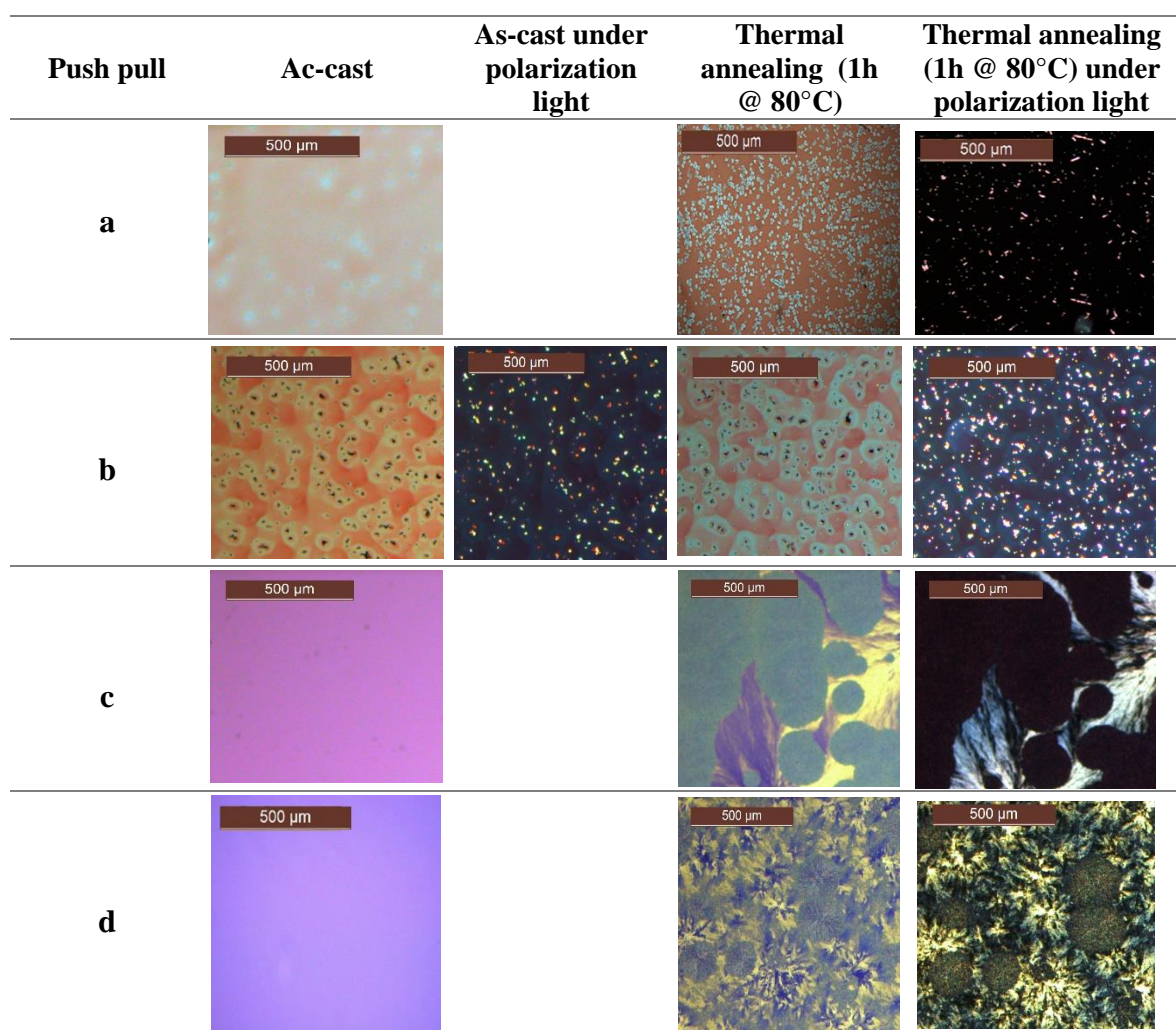 Push pull
Ac-cast
As-cast under
polarization
light
Thermal
annealing (1h
@ 80°C)
Thermal annealing
(1h @ 80°C) under
polarization light
a
500 µm
500 µm
500 µm
b
500 µm
500 µm
500 µm
500 µm
c
500 µm
500 µm
500 µm
d
500 µm
500 µm
500 µm